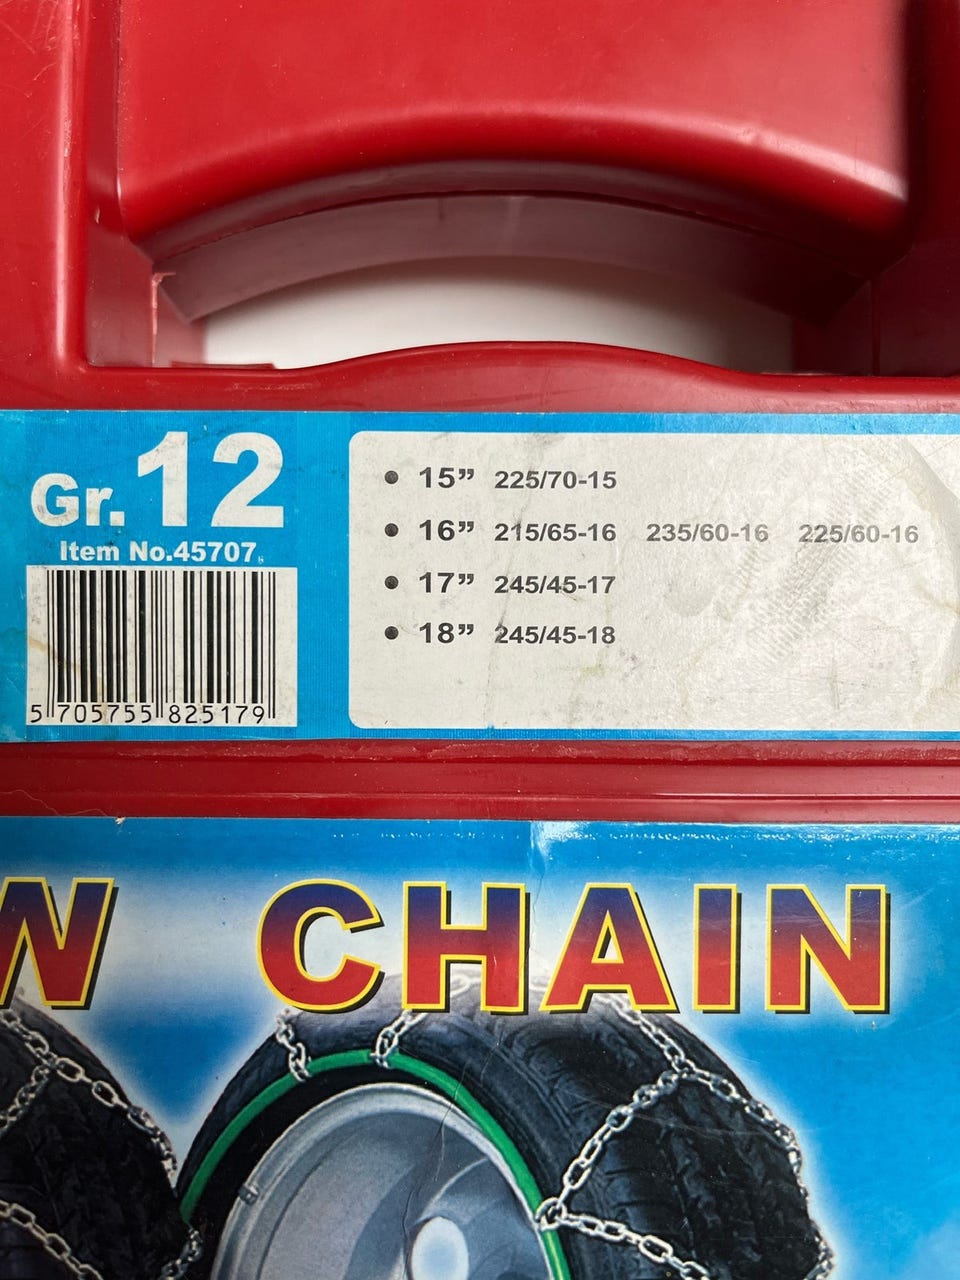 Gr.12
Item No.45707
5 705755 825179
• 15” 225/70-15
• 16” 215/65-16 235/60-16 225/60-16
• 17” 245/45-17
• 18” 245/45-18
W CHAIN